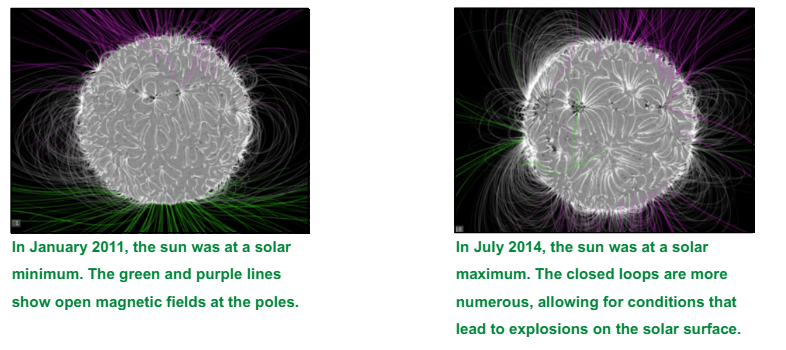 In January 2011, the sun was at a solar
minimum. The green and purple lines
show open magnetic fields at the poles.
In July 2014, the sun was at a solar
maximum. The closed loops are more
numerous, allowing for conditions that
lead to explosions on the solar surface.